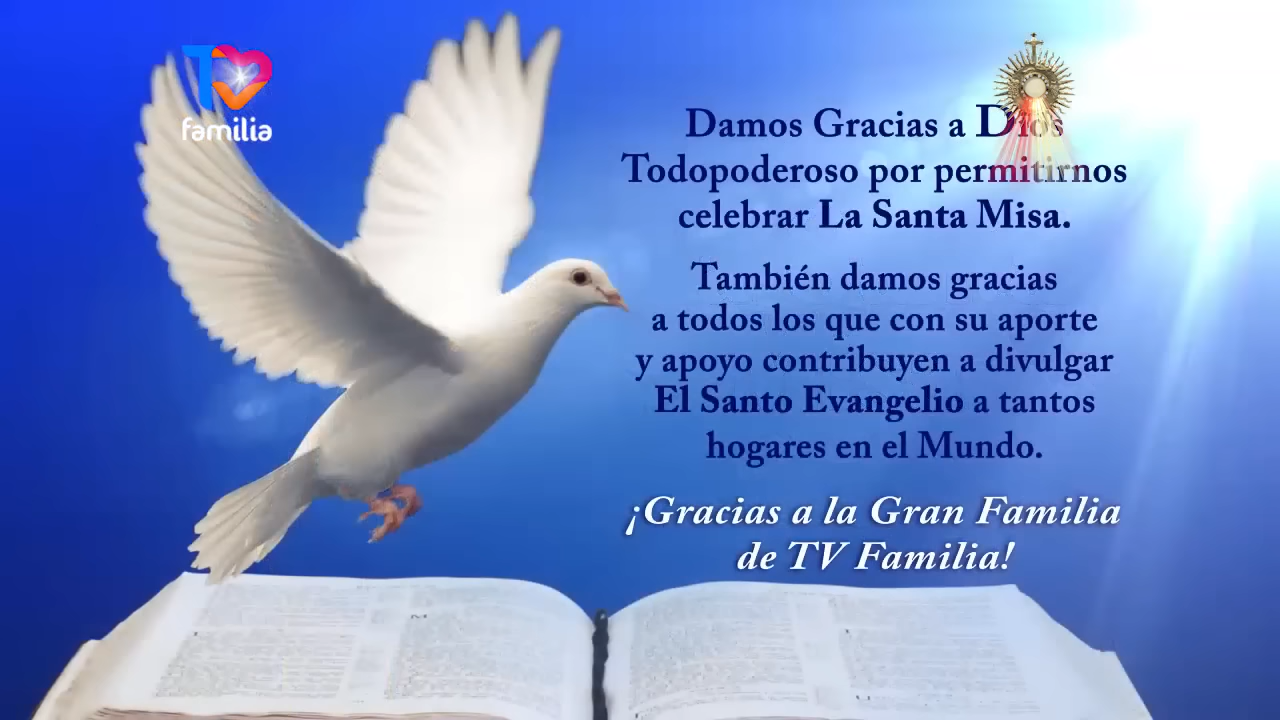 familia
Damos Gracias a Dios
Todopoderoso por permitirnos
celebrar La Santa Misa.
También damos gracias
a todos los que con su aporte
y apoyo contribuyen a divulgar
El Santo Evangelio a tantos
hogares en el Mundo.
¡Gracias a la Gran Familia
de TV Familia!